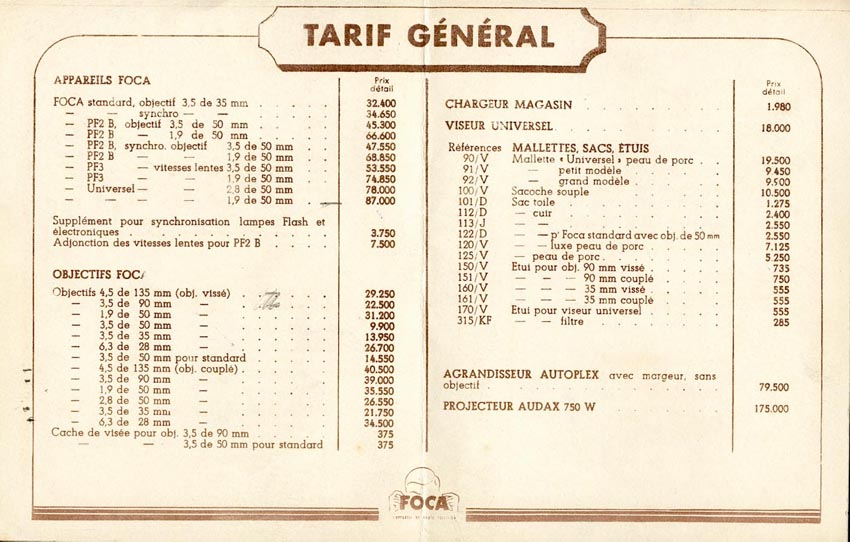 TARIF GÉNÉRAL
APPAREILS FOCA
Prix
détail
FOCA standard, objectif 3,5 de 35 mm . . . . 32.400
— — synchro — — . . . . 34.650
— PF2 B, objectif 3,5 de 50 mm . . . . 45.300
— PF2 B — 1,9 de 50 mm . . . . 66.600
— PF2 B, synchro. objectif 3,5 de 50 mm . . 47.550
— PF2 B — — 1,9 de 50 mm . . 68.850
— PF3 — vitesses lentes 3,5 de 50 mm . . 53.550
— PF3 — — 1,9 de 50 mm . . 74.850
— Universel — — 2,8 de 50 mm . . 78.000
— — — — 1,9 de 50 mm . . 87.000
Supplément pour synchronisation lampes Flash et
électroniques . . . . . . . . . 3.750
Adjonction des vitesses lentes pour PF2 B . . . . 7.500
OBJECTIFS FOCA
Objectifs 4,5 de 135 mm (obj. vissé) . . . . 29.250
— 3,5 de 90 mm — . . . . 22.500
— 1,9 de 50 mm — . . . . 31.200
— 3,5 de 50 mm — . . . . 9.900
— 3,5 de 35 mm — . . . . 13.950
— 6,3 de 28 mm — . . . . 26.700
— 3,5 de 50 mm pour standard . . . . 14.550
— 4,5 de 135 mm (obj. couplé) . . . . 40.500
— 3,5 de 90 mm — . . . . 39.000
— 1,9 de 50 mm — . . . . 35.550
— 2,8 de 50 mm — . . . . 26.550
— 3,5 de 35 mm — . . . . 21.750
— 6,3 de 28 mm — . . . . 34.500
Cache de visée pour obj. 3,5 de 90 mm . . . . 375
— — — 3,5 de 50 mm pour standard 375
Prix
détail
CHARGEUR MAGASIN . . . . . . 1.980
VISEUR UNIVERSEL . . . . . . 18.000
Références MALLETTES, SACS, ÉTUIS
90/V Mallette « Universel » peau de porc . . 19.500
91/V — petit modèle . . . . 9.450
92/V — grand modèle . . . . 9.500
100/V Sacoche souple . . . . . 10.500
101/D Sac toile . . . . . . 1.275
112/D — cuir . . . . . . 2.400
113/J — — . . . . . . 2.550
122/D — — pr Foca standard avec obj. de 50 mm 2.550
120/V — — luxe peau de porc . . . . 7.125
125/V — peau de porc . . . . . 5.250
150/V Etui pour obj. 90 mm vissé . . . . 735
151/V — — — 90 mm couplé . . . . 750
160/V — — — 35 mm vissé . . . . 555
161/V — — — 35 mm couplé . . . . 555
170/V Etui pour viseur universel . . . . 555
315/KF — — filtre . . . . . 285
AGRANDISSEUR AUTOPLEX avec margeur, sans
objectif . . . . . . . . . 79.500
PROJECTEUR AUDAX 750 W . . . . . 175.000
FOCA